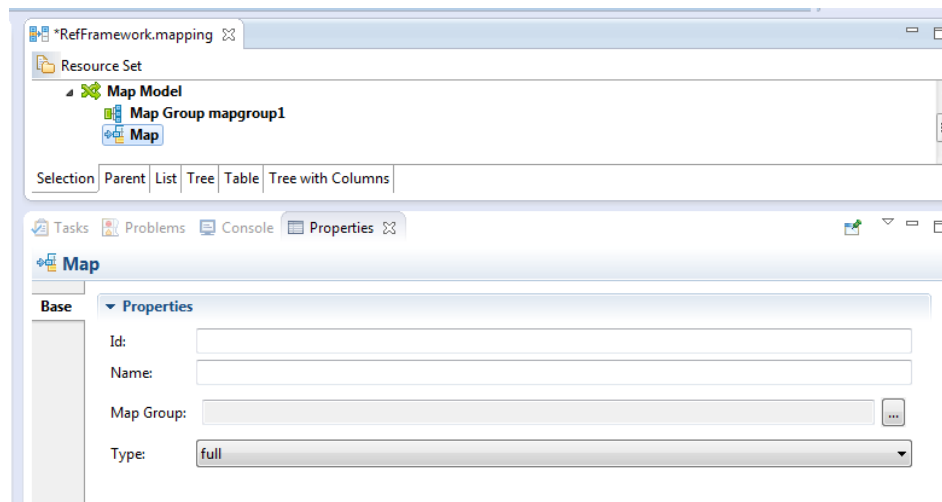 *RefFramework.mapping
Resource Set
Map Model
Map Group mapgroup1
Map
Selection Parent List Tree Table Tree with Columns
Tasks Problems Console Properties
Map
Base Properties
Id:
Name:
Map Group: ...
Type: full